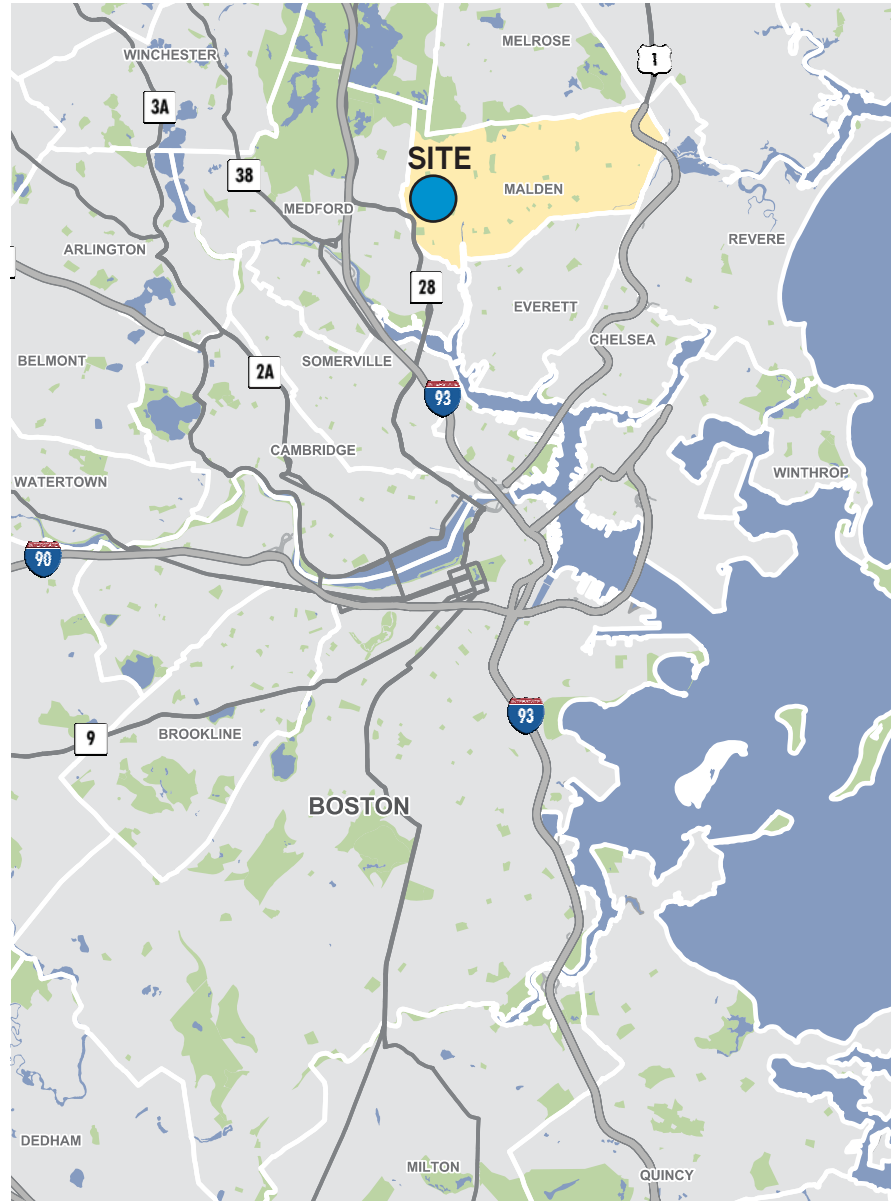 MELROSE
WINCHESTER
1
3A
SITE
38
MALDEN
MEDFORD
REVERE
ARLINGTON
28
EVERETT
CHELSEA
BELMONT
SOMERVILLE
2A
93
CAMBRIDGE
WINTHROP
WATERTOWN
90
93
9
BROOKLINE
BOSTON
DEDHAM
MILTON
QUINCY